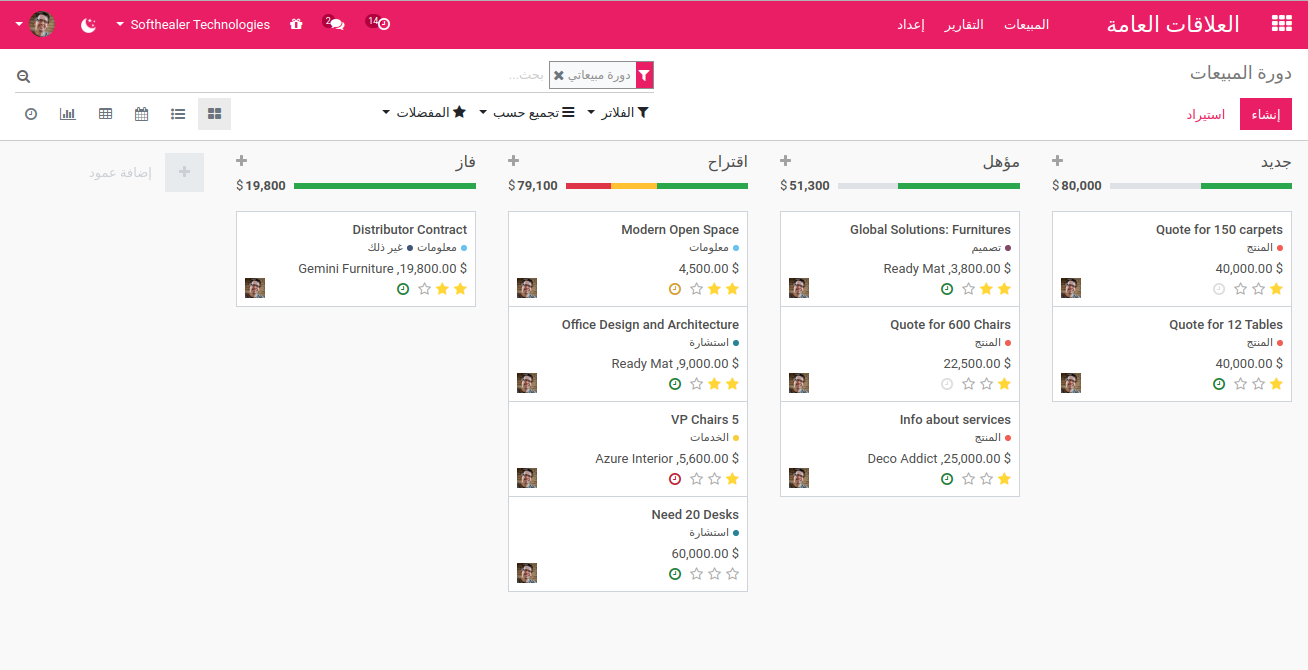 العلاقات العامة
المبيعات التقارير إعداد
14
2
Softhealer Technologies
دورة المبيعات
دورة مبيعاتي بحث...
إنشاء استيراد
الفلاتر تجميع حسب المفضلات
جديد
$ 80,000
Quote for 150 carpets
المنتج
40,000.00 $
Quote for 12 Tables
المنتج
40,000.00 $
مؤهل
$ 51,300
Global Solutions: Furnitures
تصميم
Ready Mat ,3,800.00 $
Quote for 600 Chairs
المنتج
22,500.00 $
Info about services
المنتج
Deco Addict ,25,000.00 $
اقتراح
$ 79,100
Modern Open Space
معلومات
4,500.00 $
Office Design and Architecture
استشارة
Ready Mat ,9,000.00 $
VP Chairs 5
الخدمات
Azure Interior ,5,600.00 $
Need 20 Desks
استشارة
60,000.00 $
فاز
$ 19,800
Distributor Contract
معلومات غير ذلك
Gemini Furniture ,19,800.00 $
إضافة عمود